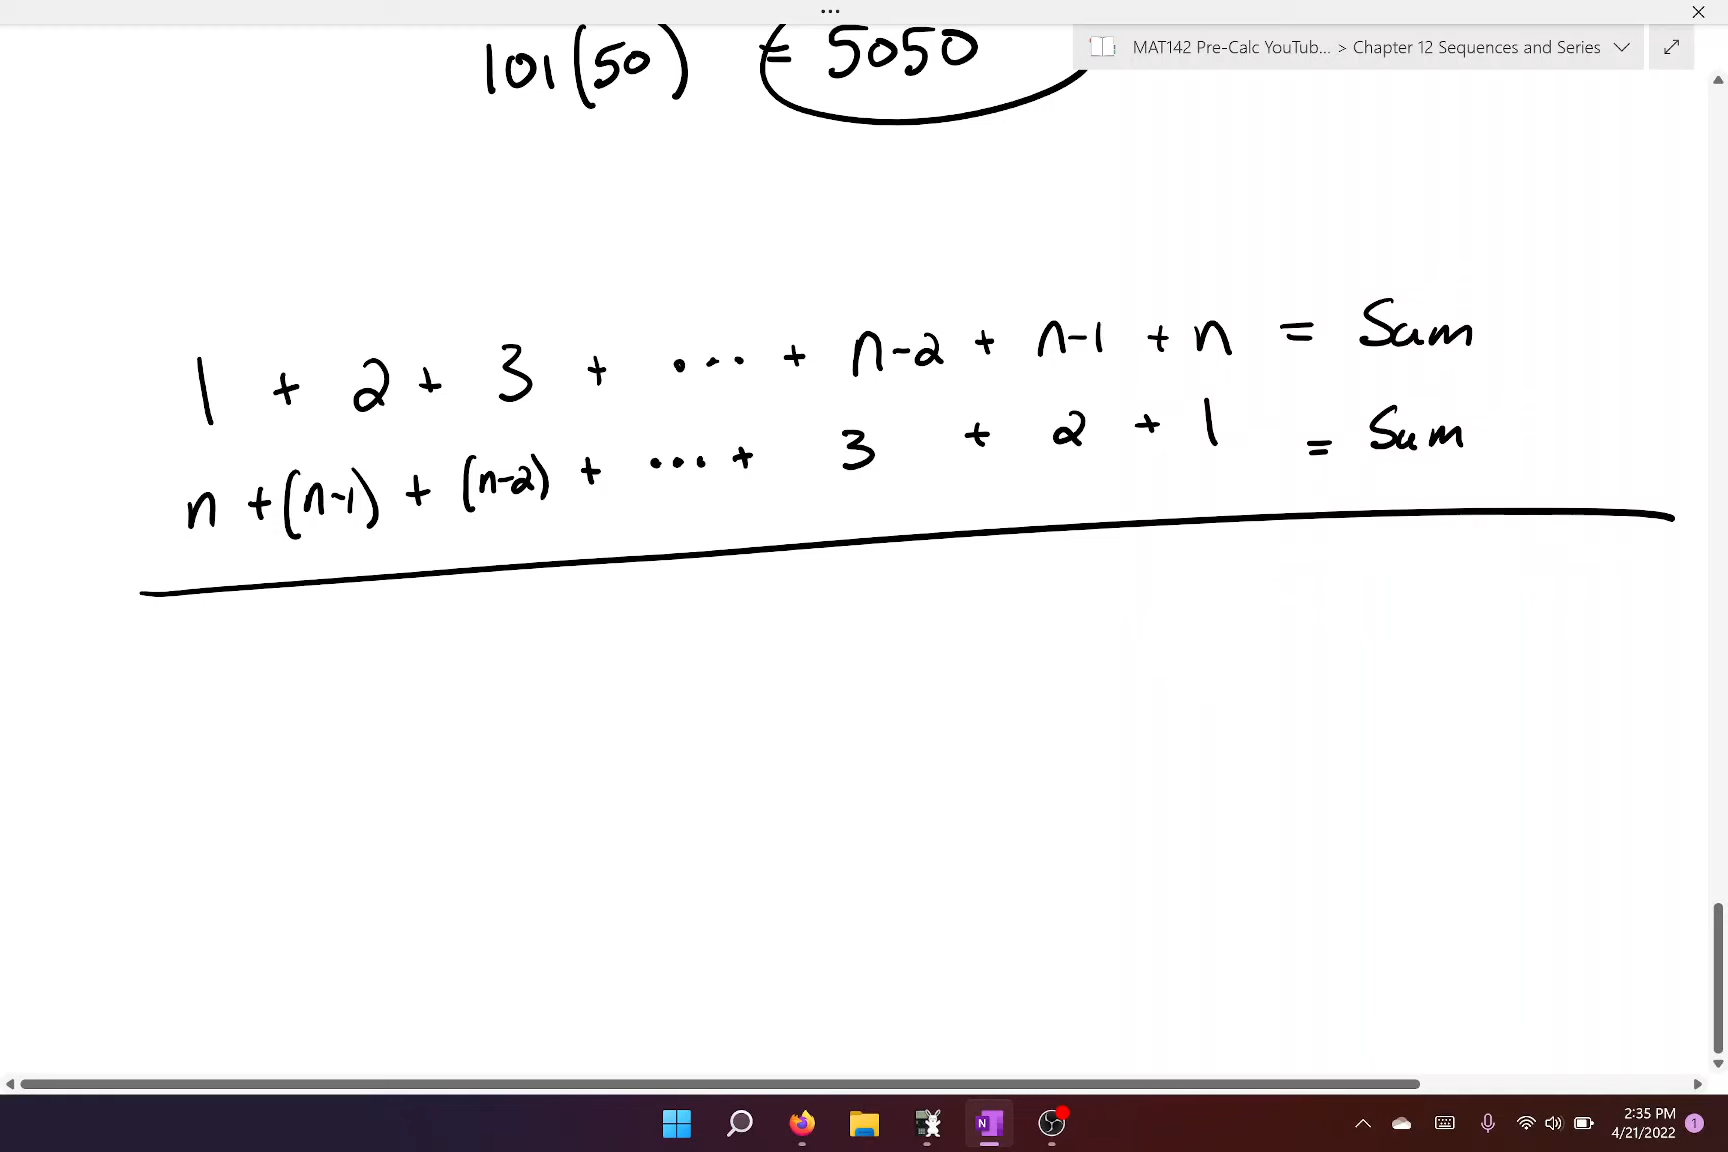 ...
MAT142 Pre-Calc YouTub... > Chapter 12 Sequences and Series
101(50) = 5050
1 + 2 + 3 + ... + n-2 + n-1 + n = Sum
n + (n-1) + (n-2) + ... + 3 + 2 + 1 = Sum
2:35 PM
4/21/2022
1